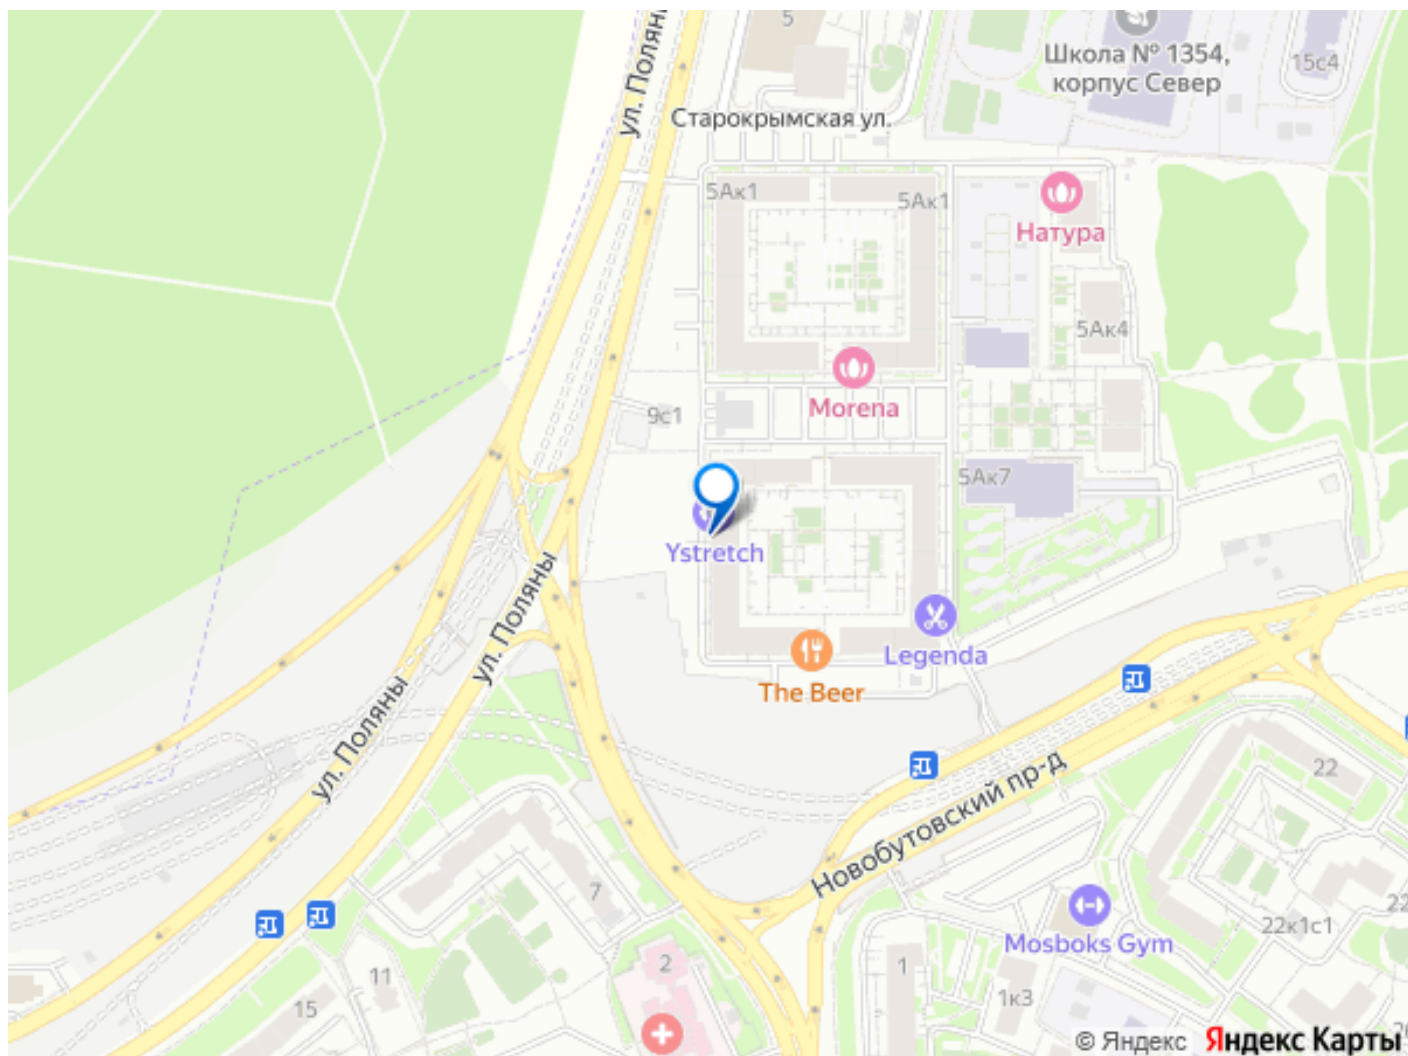 5
ул. Поляны
Школа № 1354,
корпус Север
15с4
Старокрымская ул.
5Ак1
5Ак1
Натура
5Ак4
Morena
9с1
5Ак7
Ystretch
ул. Поляны
Legenda
The Beer
ул. Поляны
Новобутовский пр-д
22
7
22к1с1
Mosboks Gym
2
1
11
1к3
15
© Яндекс
Яндекс Карты